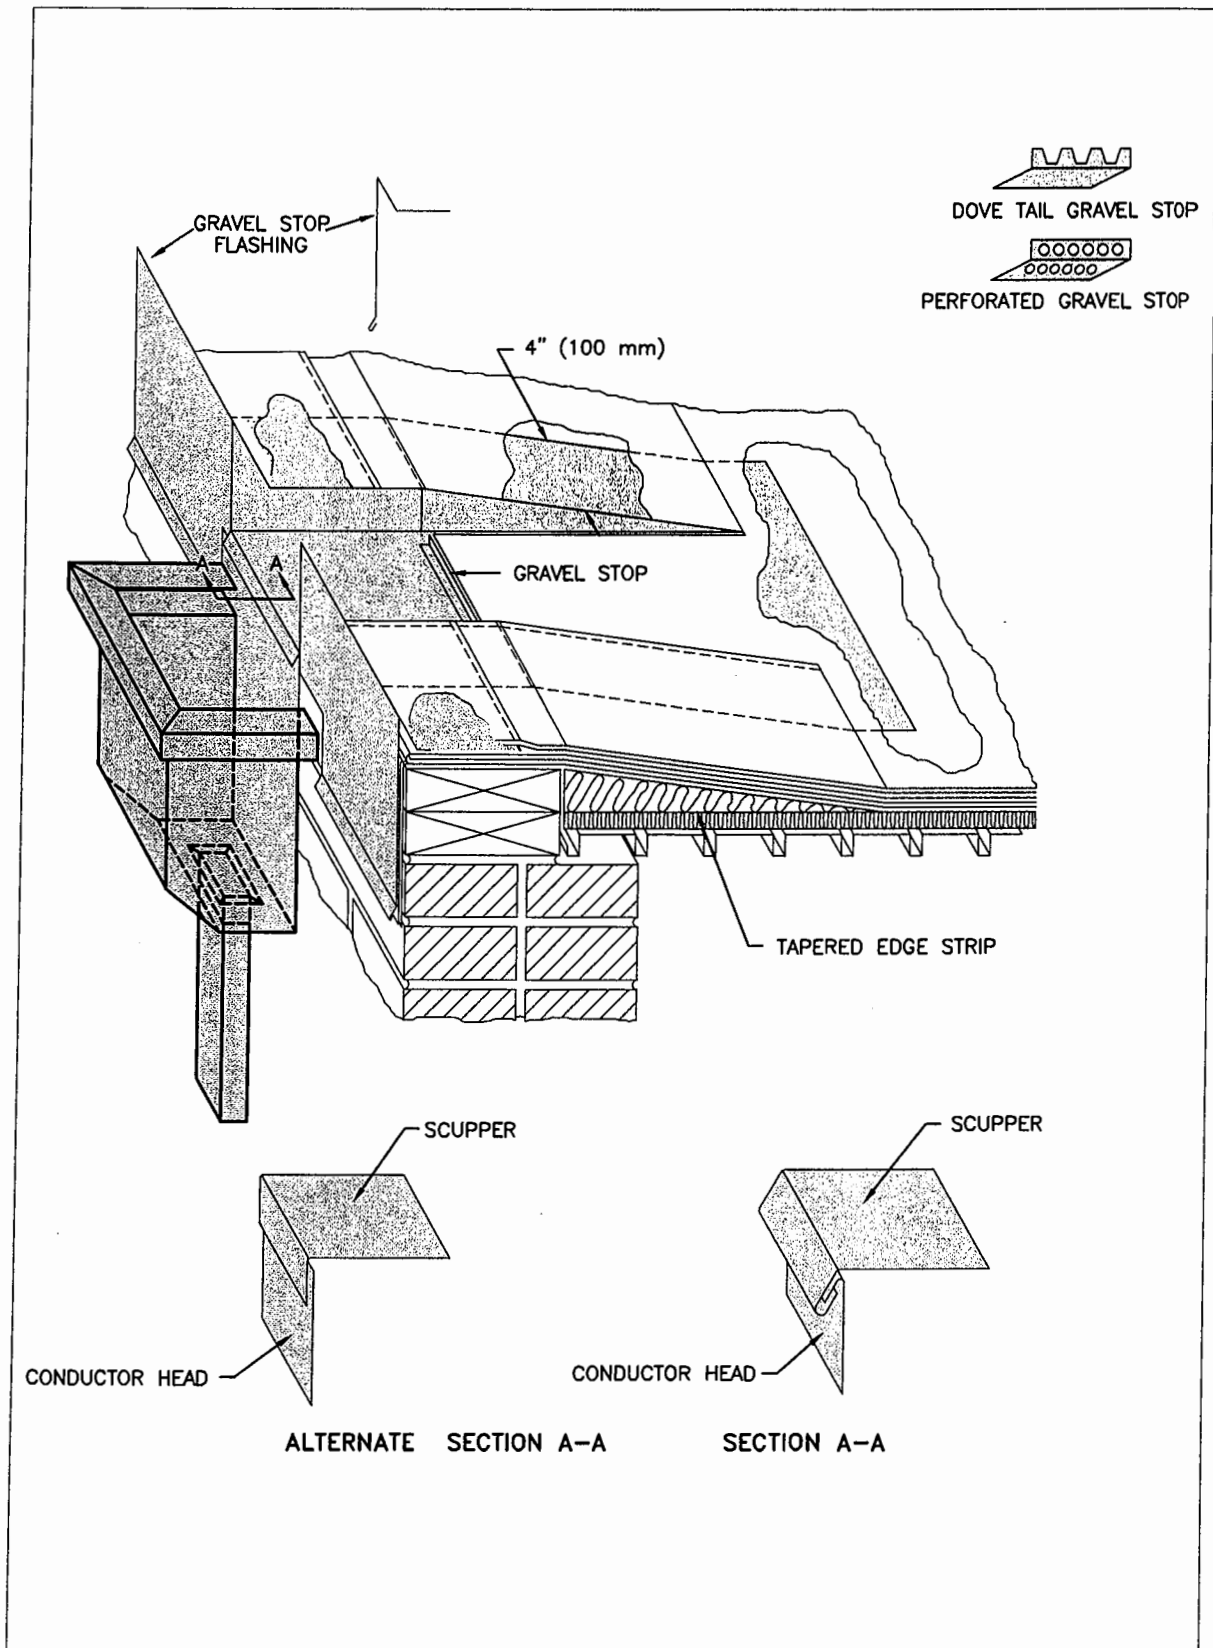 DOVE TAIL GRAVEL STOP
GRAVEL STOP
FLASHING
PERFORATED GRAVEL STOP
4" (100 mm)
A
A
GRAVEL STOP
TAPERED EDGE STRIP
SCUPPER
SCUPPER
CONDUCTOR HEAD
CONDUCTOR HEAD
ALTERNATE SECTION A-A
SECTION A-A